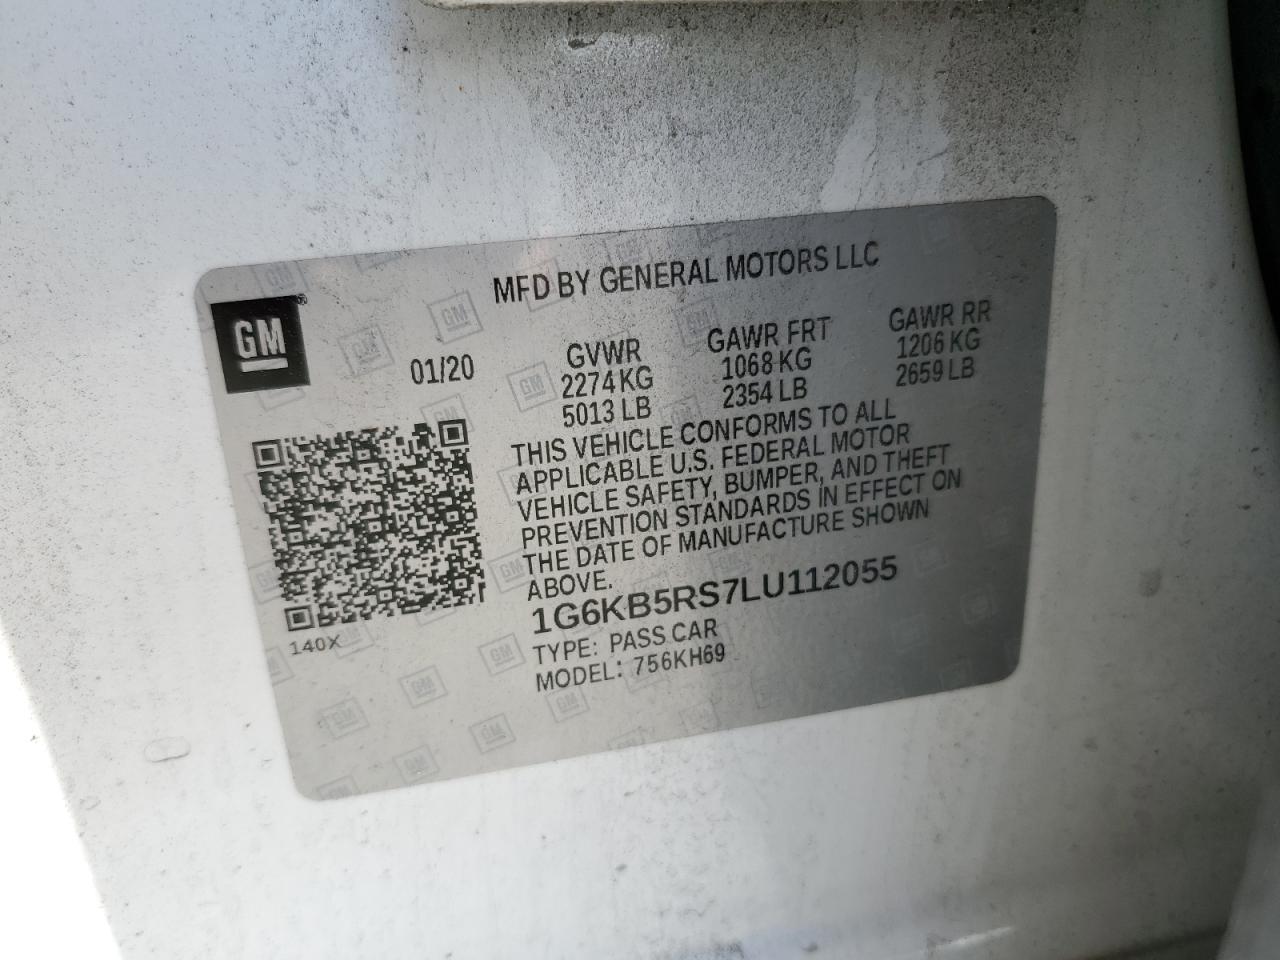 MFD BY GENERAL MOTORS LLC
GM®
01/20
GVWR GAWR FRT GAWR RR
2274 KG 1068 KG 1206 KG
5013 LB 2354 LB 2659 LB
THIS VEHICLE CONFORMS TO ALL
APPLICABLE U.S. FEDERAL MOTOR
VEHICLE SAFETY, BUMPER, AND THEFT
PREVENTION STANDARDS IN EFFECT ON
THE DATE OF MANUFACTURE SHOWN
ABOVE.
1G6KB5RS7LU112055
140X
TYPE: PASS CAR
MODEL: 756KH69